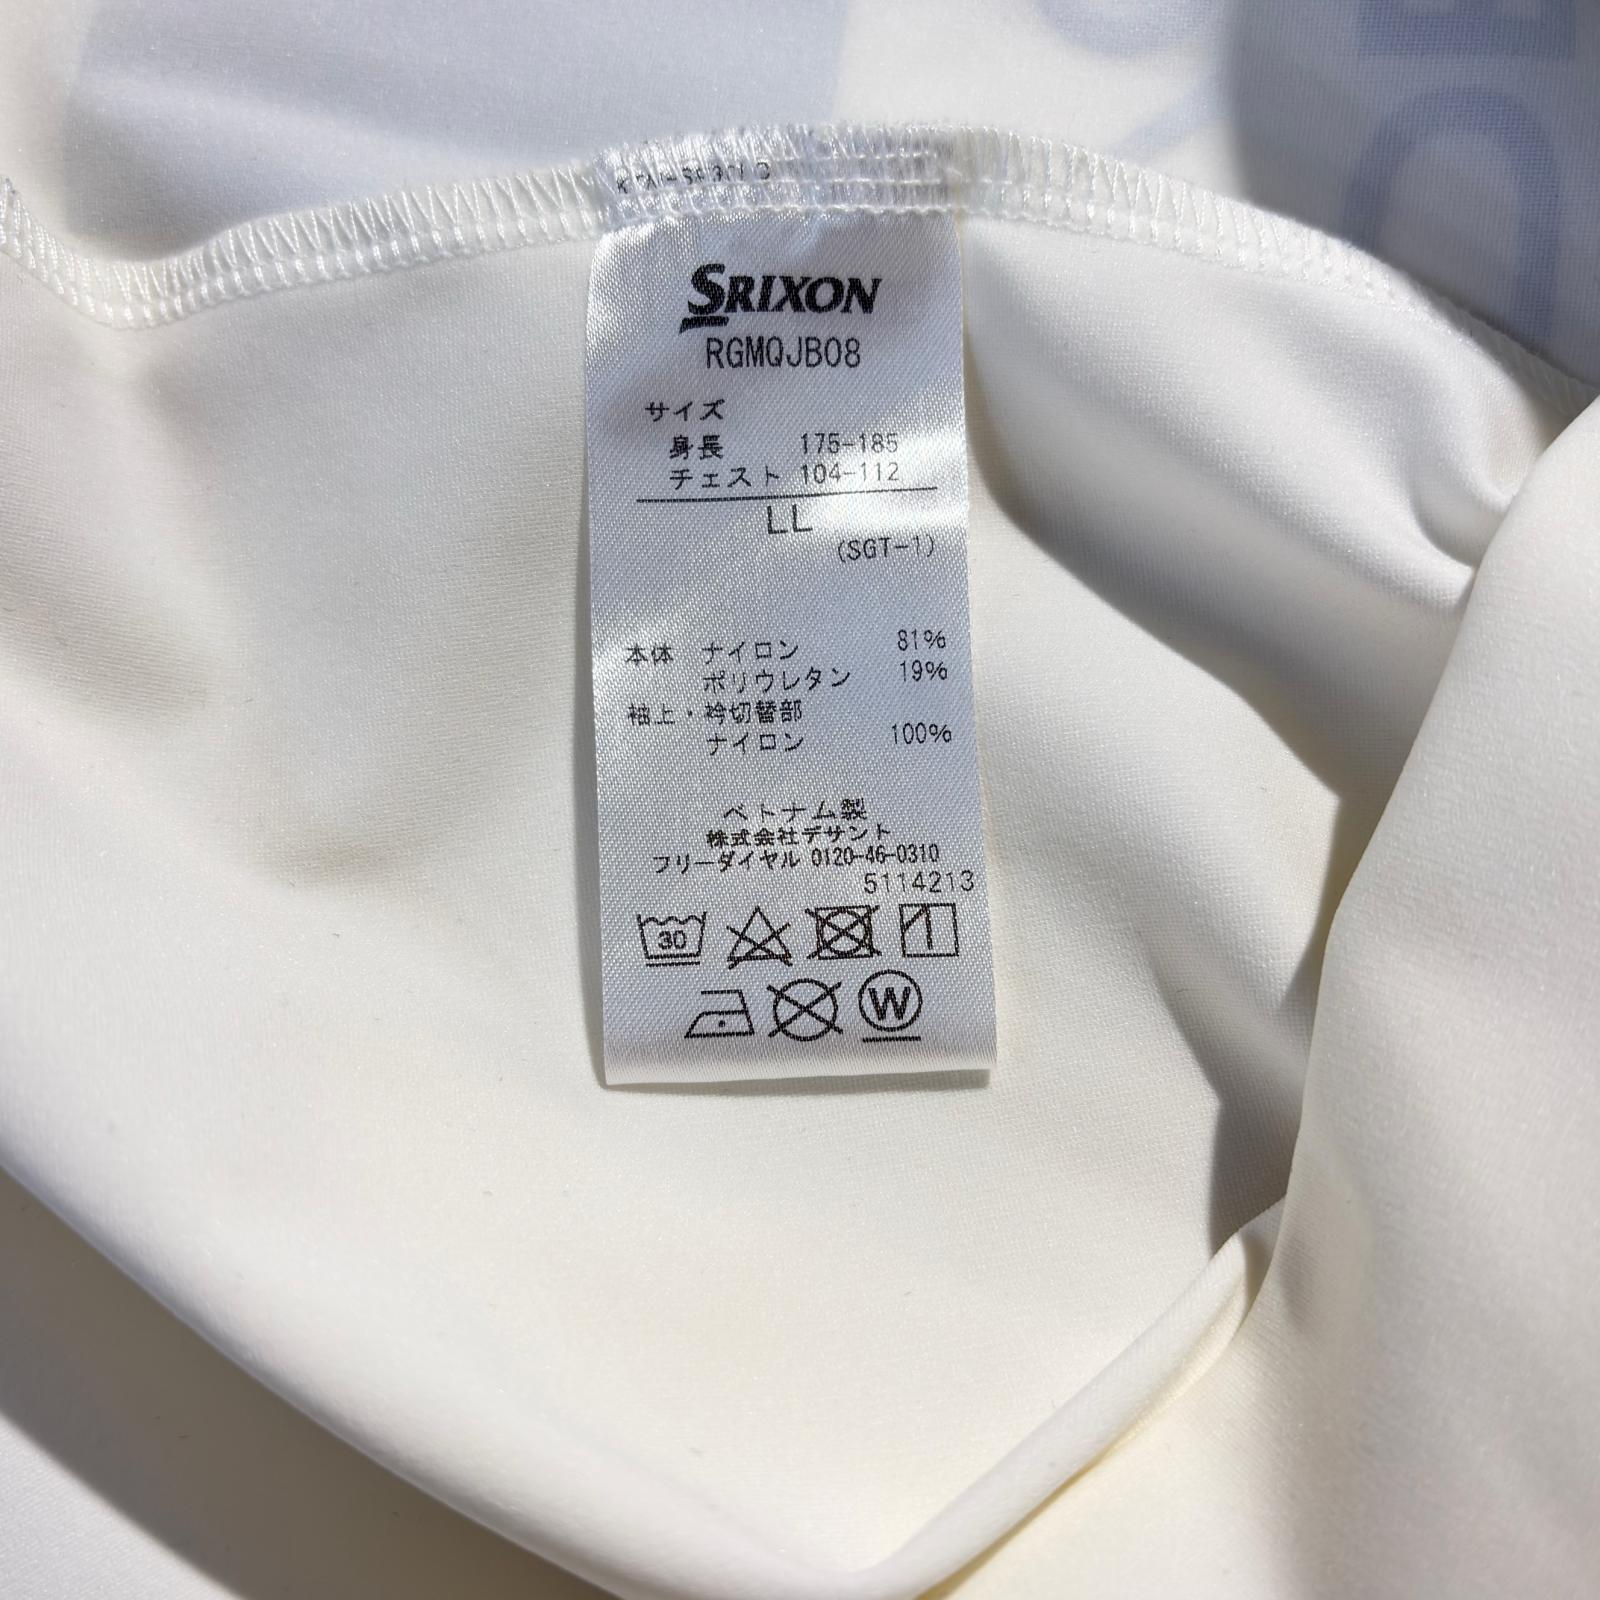 SRIXON
RGMQJB08
サイズ
身長 175-185
チェスト 104-112
LL
(SGT-1)
本体 ナイロン 81%
ポリウレタン 19%
袖上・衿切替部
ナイロン 100%
ベトナム製
株式会社デサント
フリーダイヤル 0120-46-0310
5114213
30
W